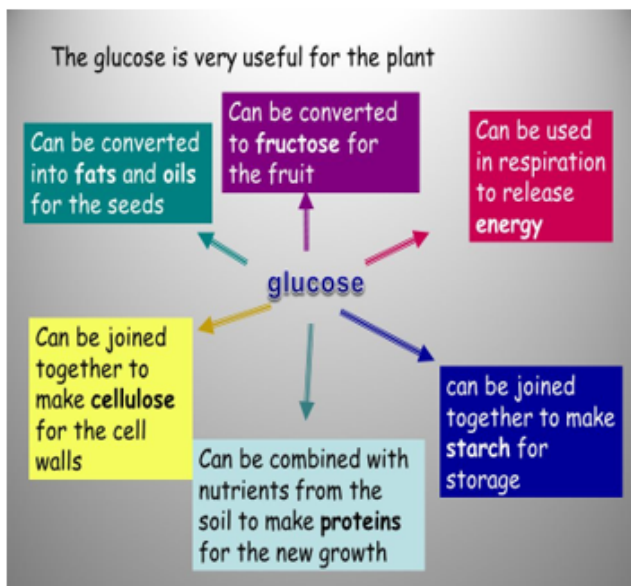 The glucose is very useful for the plant
Can be converted
into fats and oils
for the seeds
Can be converted
to fructose for
the fruit
Can be used
in respiration
to release
energy
glucose
Can be joined
together to
make cellulose
for the cell
walls
Can be combined with
nutrients from the
soil to make proteins
for the new growth
can be joined
together to make
starch for
storage